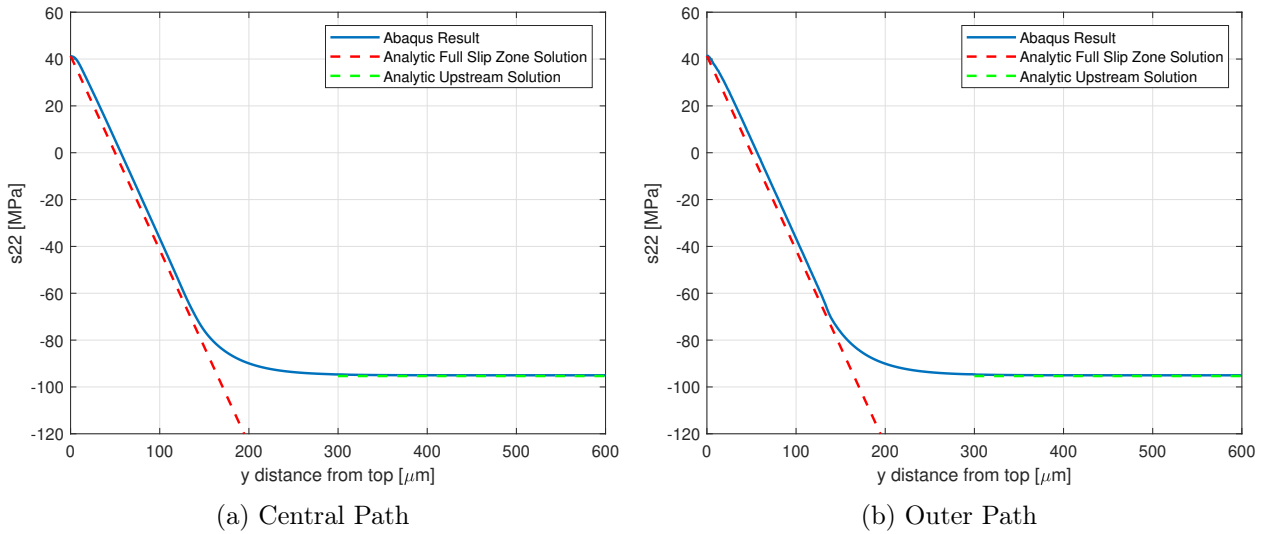 60
40
20
0
-20
-40
-60
-80
-100
-120
s22 [MPa]
0 100 200 300 400 500 600
y distance from top [μm]
Abaqus Result
Analytic Full Slip Zone Solution
Analytic Upstream Solution
(a) Central Path
60
40
20
0
-20
-40
-60
-80
-100
-120
s22 [MPa]
0 100 200 300 400 500 600
y distance from top [μm]
Abaqus Result
Analytic Full Slip Zone Solution
Analytic Upstream Solution
(b) Outer Path